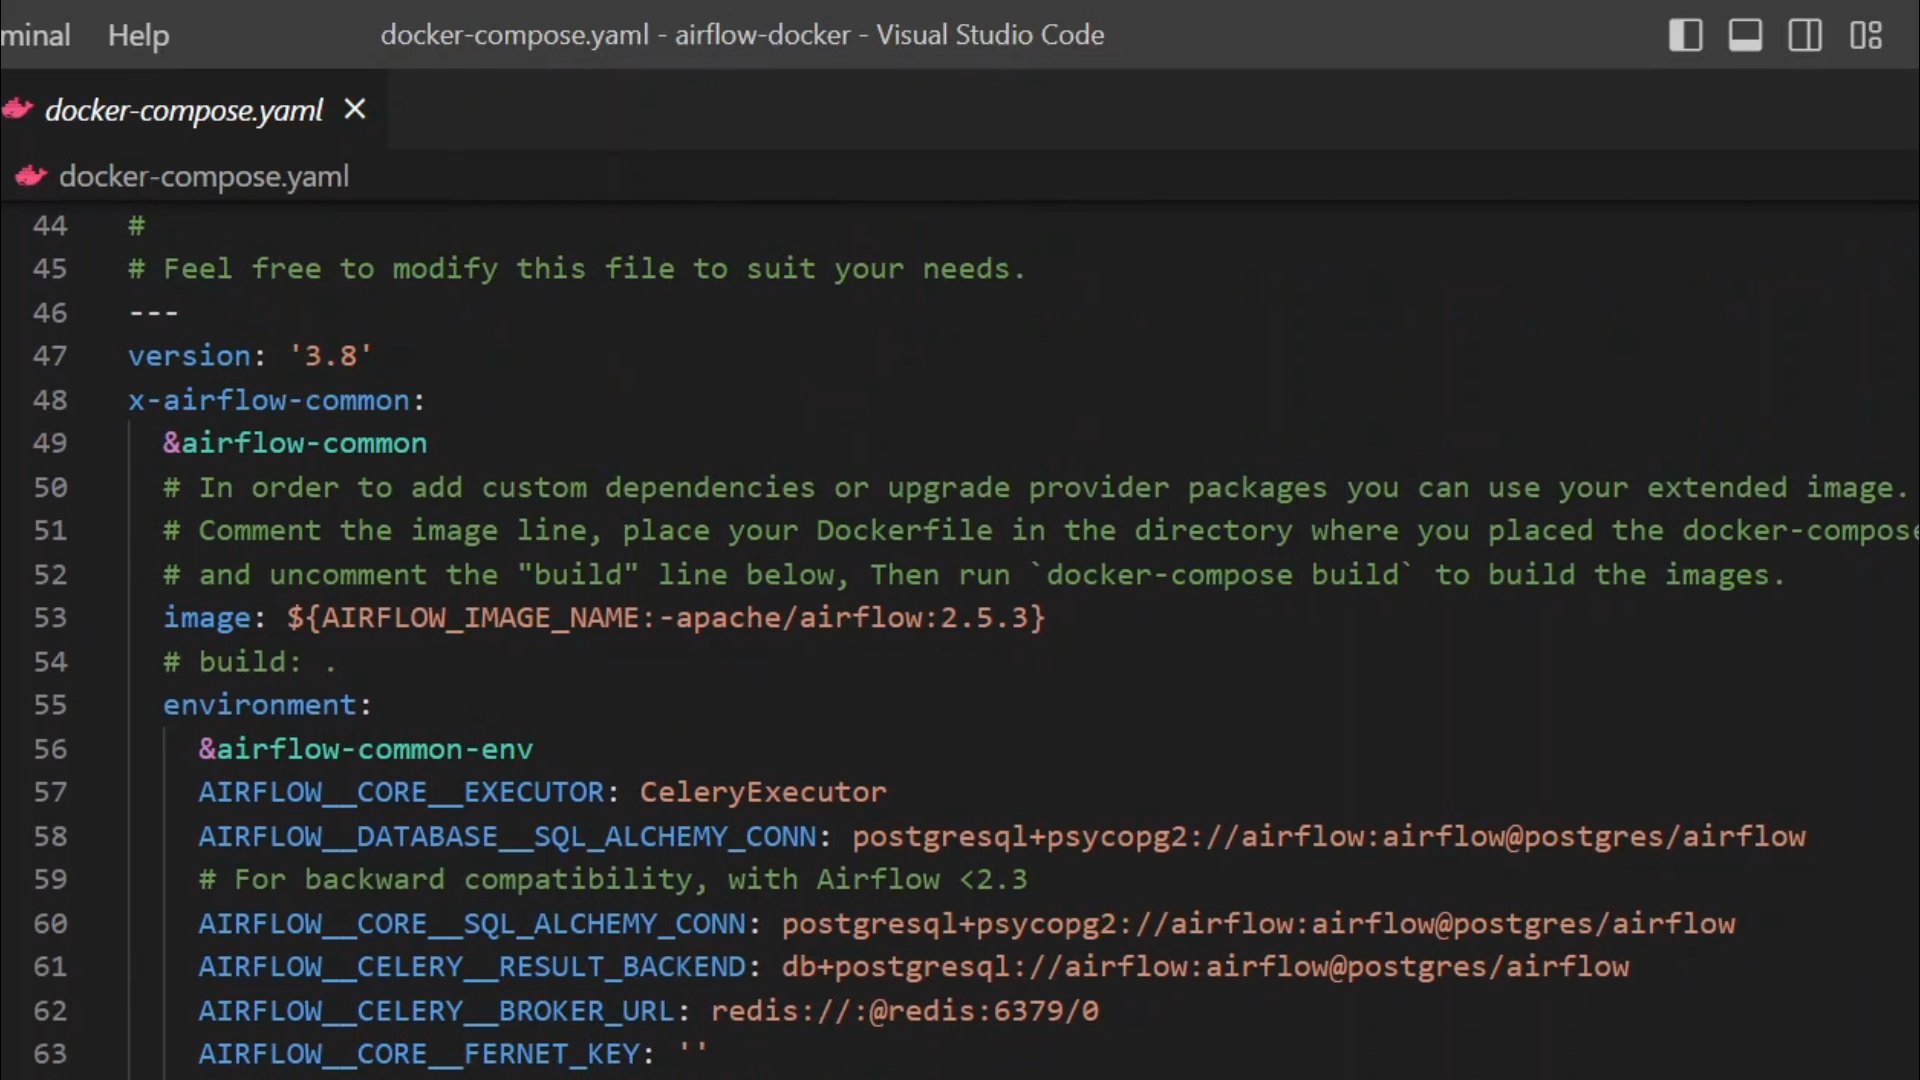 minal Help docker-compose.yaml - airflow-docker - Visual Studio Code
docker-compose.yaml
docker-compose.yaml
44 #
45 # Feel free to modify this file to suit your needs.
46 ---
47 version: '3.8'
48 x-airflow-common:
49 &airflow-common
50 # In order to add custom dependencies or upgrade provider packages you can use your extended image.
51 # Comment the image line, place your Dockerfile in the directory where you placed the docker-compose
52 # and uncomment the "build" line below, Then run `docker-compose build` to build the images.
53 image: ${AIRFLOW_IMAGE_NAME:-apache/airflow:2.5.3}
54 # build: .
55 environment:
56 &airflow-common-env
57 AIRFLOW__CORE__EXECUTOR: CeleryExecutor
58 AIRFLOW__DATABASE__SQL_ALCHEMY_CONN: postgresql+psycopg2://airflow:airflow@postgres/airflow
59 # For backward compatibility, with Airflow <2.3
60 AIRFLOW__CORE__SQL_ALCHEMY_CONN: postgresql+psycopg2://airflow:airflow@postgres/airflow
61 AIRFLOW__CELERY__RESULT_BACKEND: db+postgresql://airflow:airflow@postgres/airflow
62 AIRFLOW__CELERY__BROKER_URL: redis://:@redis:6379/0
63 AIRFLOW__CORE__FERNET_KEY: ''